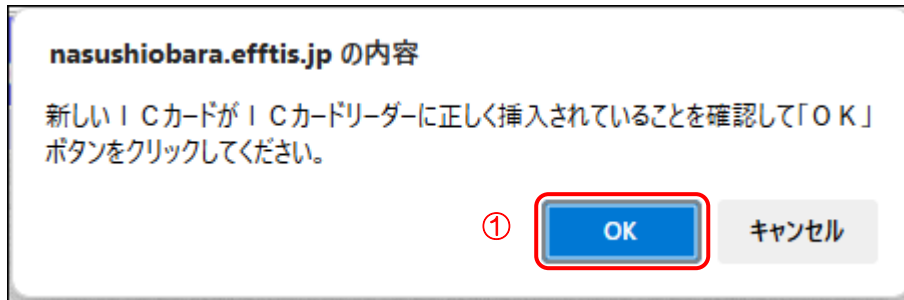 nasushiobara.efftis.jp の内容
新しいＩＣカードがＩＣカードリーダーに正しく挿入されていることを確認して「ＯＫ」
ボタンをクリックしてください。
① OK キャンセル